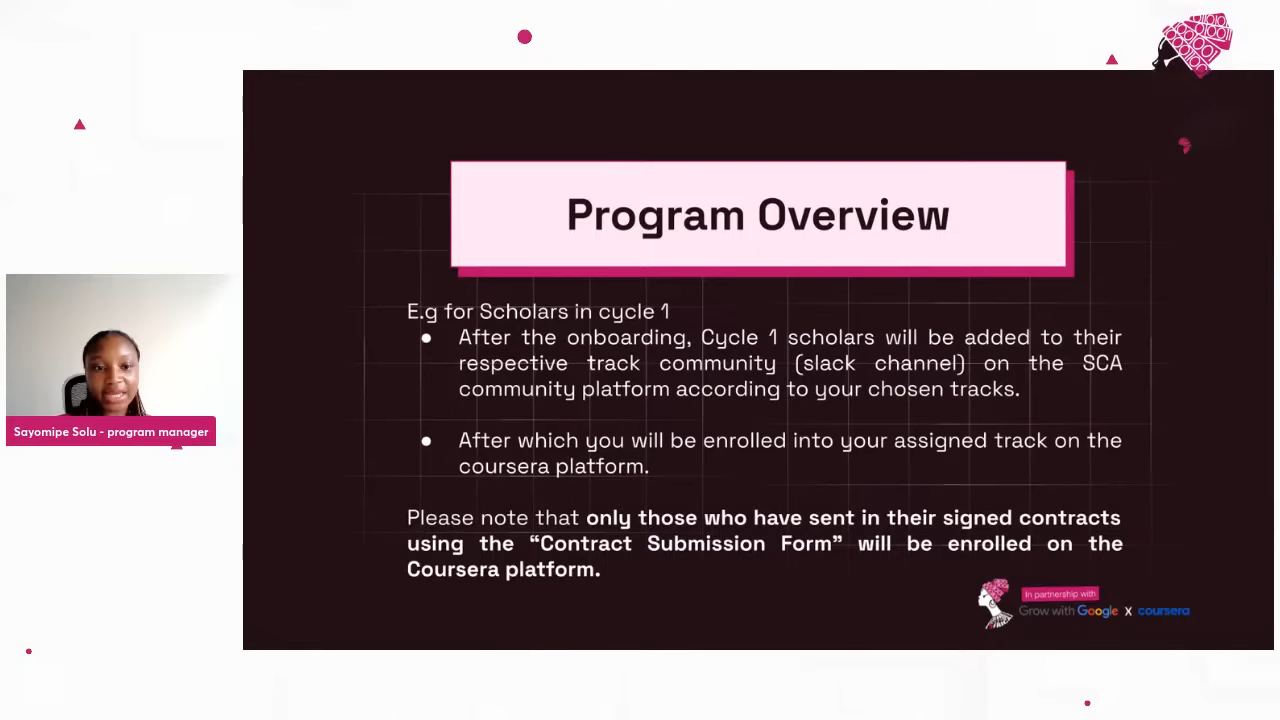 Program Overview
E.g for Scholars in cycle 1
● After the onboarding, Cycle 1 scholars will be added to their
respective track community (slack channel) on the SCA
community platform according to your chosen tracks.
● After which you will be enrolled into your assigned track on the
coursera platform.
Please note that only those who have sent in their signed contracts
using the “Contract Submission Form” will be enrolled on the
Coursera platform.
Sayomipe Solu - program manager
In partnership with
Grow with Google X coursera